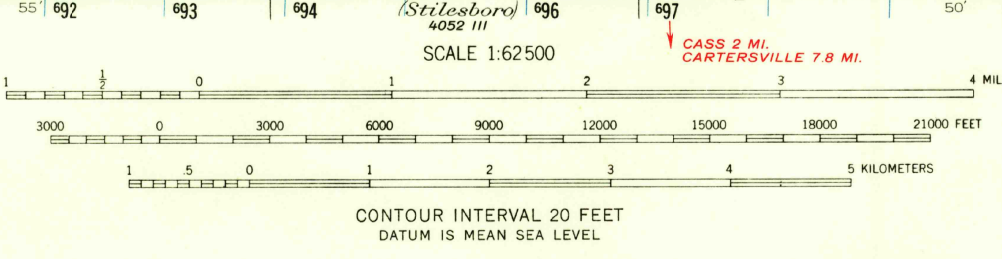 55' 692 693 694 (Stilesboro) 696 697 50'
4052 III
SCALE 1:62500
CASS 2 MI.
CARTERSVILLE 7.8 MI.
1 ½ 0 1 2 3 4 MIL
3000 0 3000 6000 9000 12000 15000 18000 21000 FEET
1 .5 0 1 2 3 4 5 KILOMETERS
CONTOUR INTERVAL 20 FEET
DATUM IS MEAN SEA LEVEL